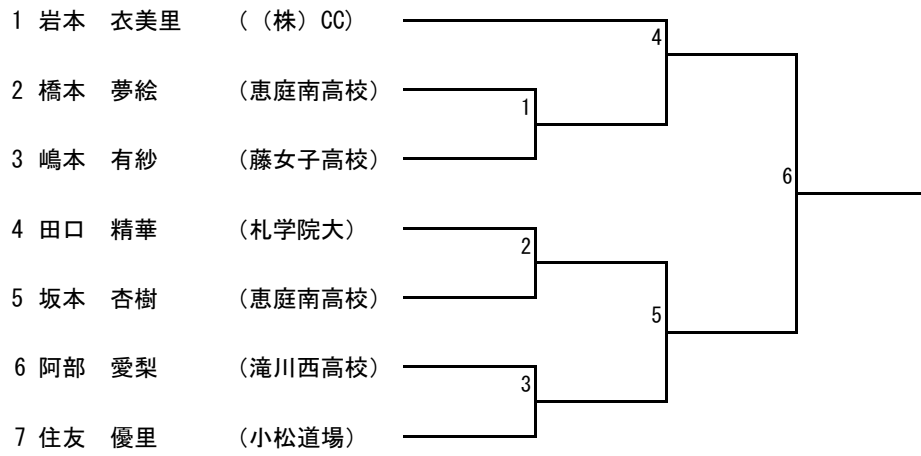 1 岩本　衣美里　（（株）CC）
4
2 橋本　夢絵　（恵庭南高校）
1
3 嶋本　有紗　（藤女子高校）
6
4 田口　精華　（札学院大）
2
5 坂本　杏樹　（恵庭南高校）
5
6 阿部　愛梨　（滝川西高校）
3
7 住友　優里　（小松道場）